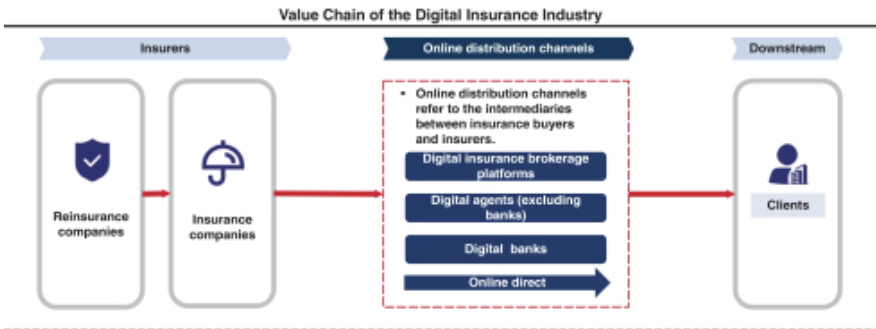 Value Chain of the Digital Insurance Industry
Insurers
Online distribution channels
Downstream
Reinsurance
companies
Insurance
companies
• Online distribution channels
refer to the intermediaries
between insurance buyers
and insurers.
Digital insurance brokerage
platforms
Digital agents (excluding
banks)
Digital banks
Online direct
Clients